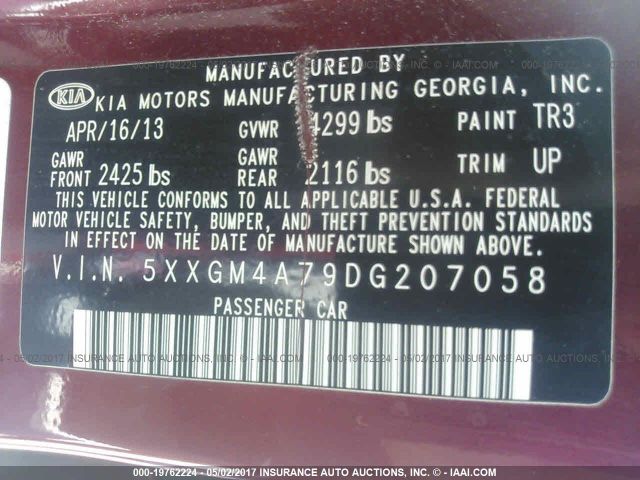 MANUFACTURED BY
KIA KIA MOTORS MANUFACTURING GEORGIA, INC.
APR/16/13 GVWR 4299 lbs PAINT TR3
GAWR FRONT 2425 lbs GAWR REAR 2116 lbs TRIM UP
THIS VEHICLE CONFORMS TO ALL APPLICABLE U.S.A. FEDERAL
MOTOR VEHICLE SAFETY, BUMPER, AND THEFT PREVENTION STANDARDS
IN EFFECT ON THE DATE OF MANUFACTURE SHOWN ABOVE.
V.I.N. 5XXGM4A79DG207058
PASSENGER CAR
000-19762224 - 05/02/2017 INSURANCE AUTO AUCTIONS, INC. © - IAAI.COM